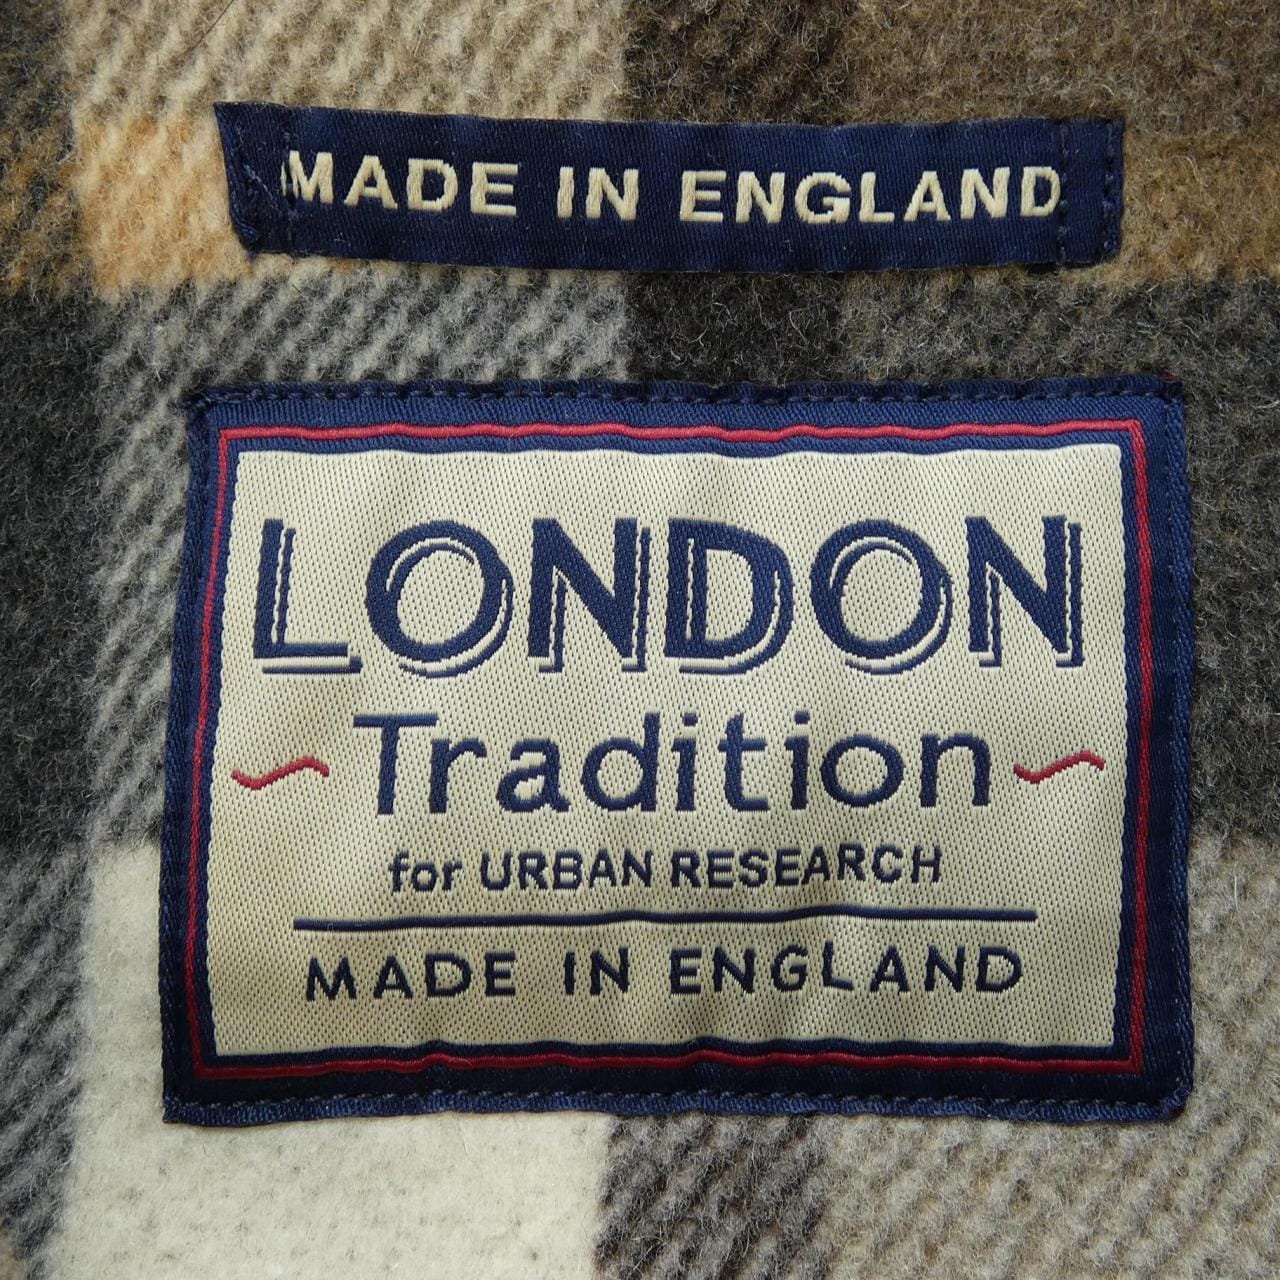 MADE IN ENGLAND
LONDON
Tradition
for URBAN RESEARCH
MADE IN ENGLAND